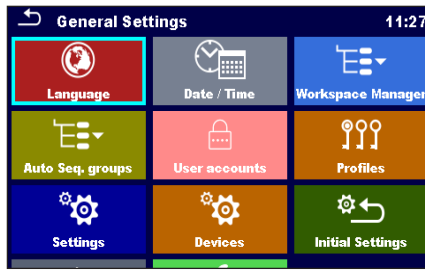 General Settings 11:27
Language Date / Time Workspace Manager
Auto Seq. groups User accounts Profiles
Settings Devices Initial Settings